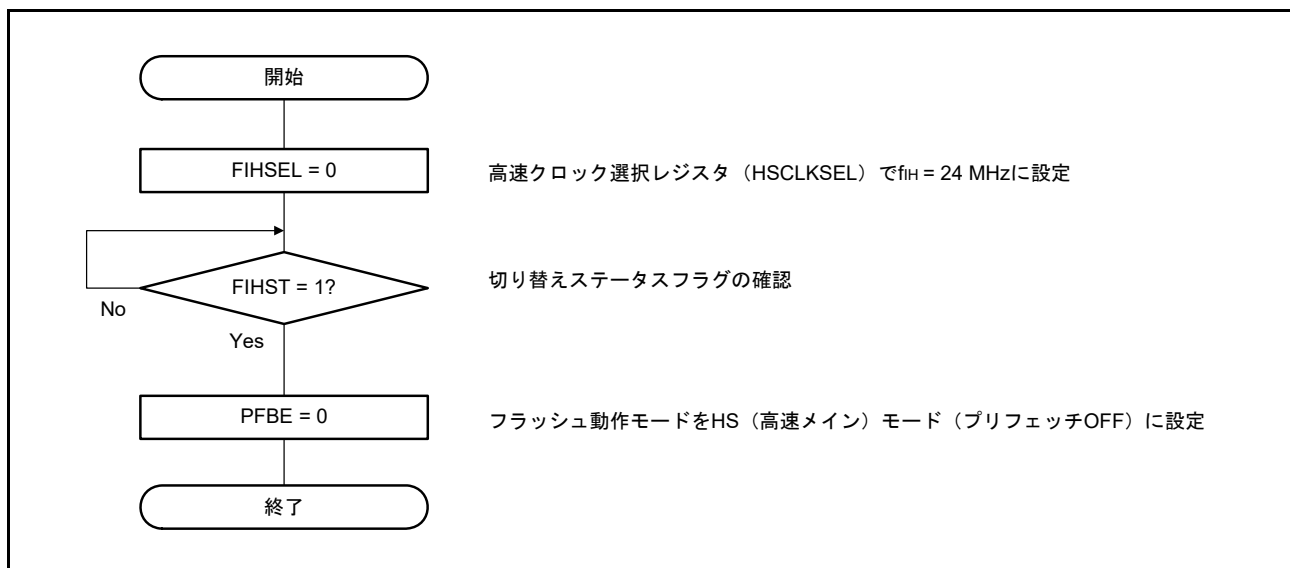 開始
FIHSEL = 0
高速クロック選択レジスタ（HSCLKSEL）でfIH = 24 MHzに設定
FIHST = 1?
切り替えステータスフラグの確認
No
Yes
PFBE = 0
フラッシュ動作モードをHS（高速メイン）モード（プリフェッチOFF）に設定
終了